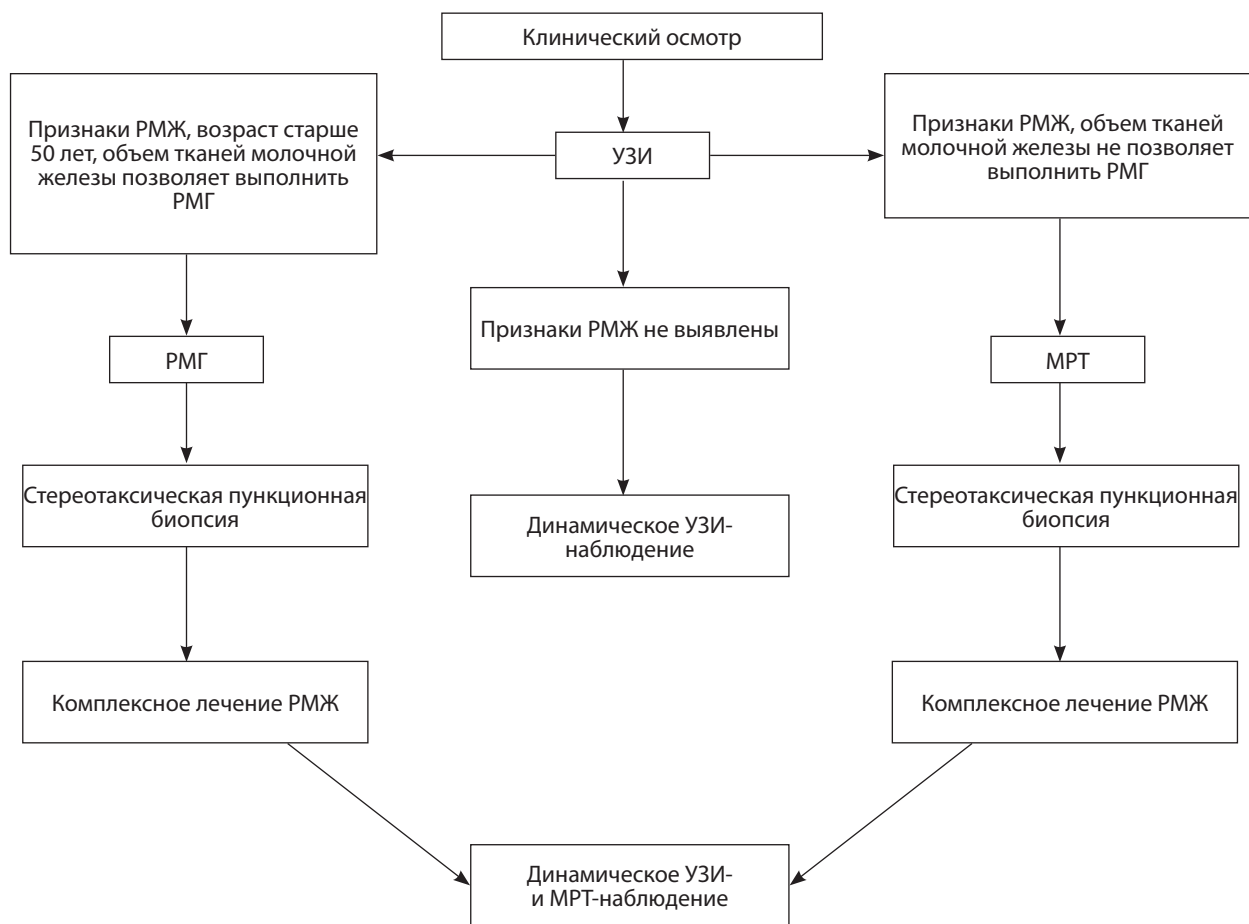 Клинический осмотр
Признаки РМЖ, возраст старше
50 лет, объем тканей молочной
железы позволяет выполнить
РМГ
УЗИ
Признаки РМЖ, объем тканей
молочной железы не позволяет
выполнить РМГ
Признаки РМЖ не выявлены
РМГ
МРТ
Стереотаксическая пункционная
биопсия
Динамическое УЗИ-
наблюдение
Стереотаксическая пункционная
биопсия
Комплексное лечение РМЖ
Комплексное лечение РМЖ
Динамическое УЗИ-
и МРТ-наблюдение